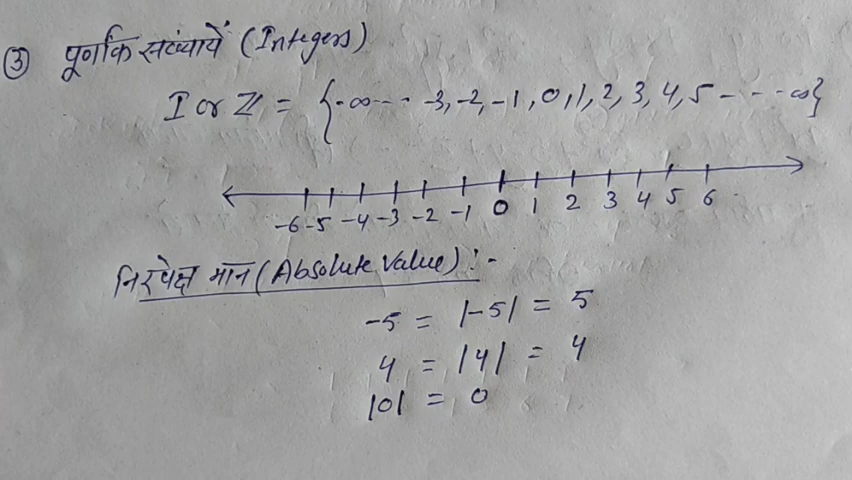 ③ पूर्णांक संख्यायें (Integers)
I or Z = {-∞--- -3, -2, -1, 0, 1, 2, 3, 4, 5 - - - - ∞}
-6 -5 -4 -3 -2 -1 0 1 2 3 4 5 6
निरपेक्ष मान (Absolute Value) :-
-5 = |-5| = 5
4 = |4| = 4
|0| = 0